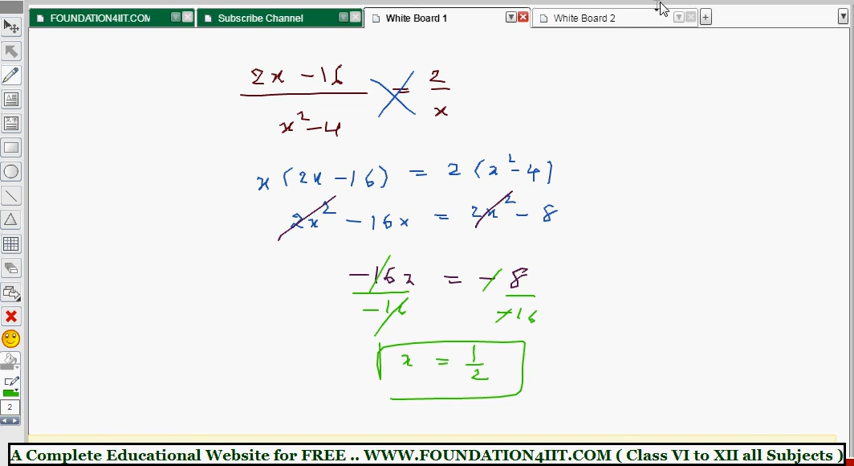 FOUNDATION4IIT.COM Subscribe Channel White Board 1 White Board 2
2x - 16 / x² - 4 = 2 / x
x (2x - 16) = 2 (x² - 4)
2x² - 16x = 2x² - 8
-16x / -16 = -8 / -16
x = 1/2
2
A Complete Educational Website for FREE .. WWW.FOUNDATION4IIT.COM ( Class VI to XII all Subjects )